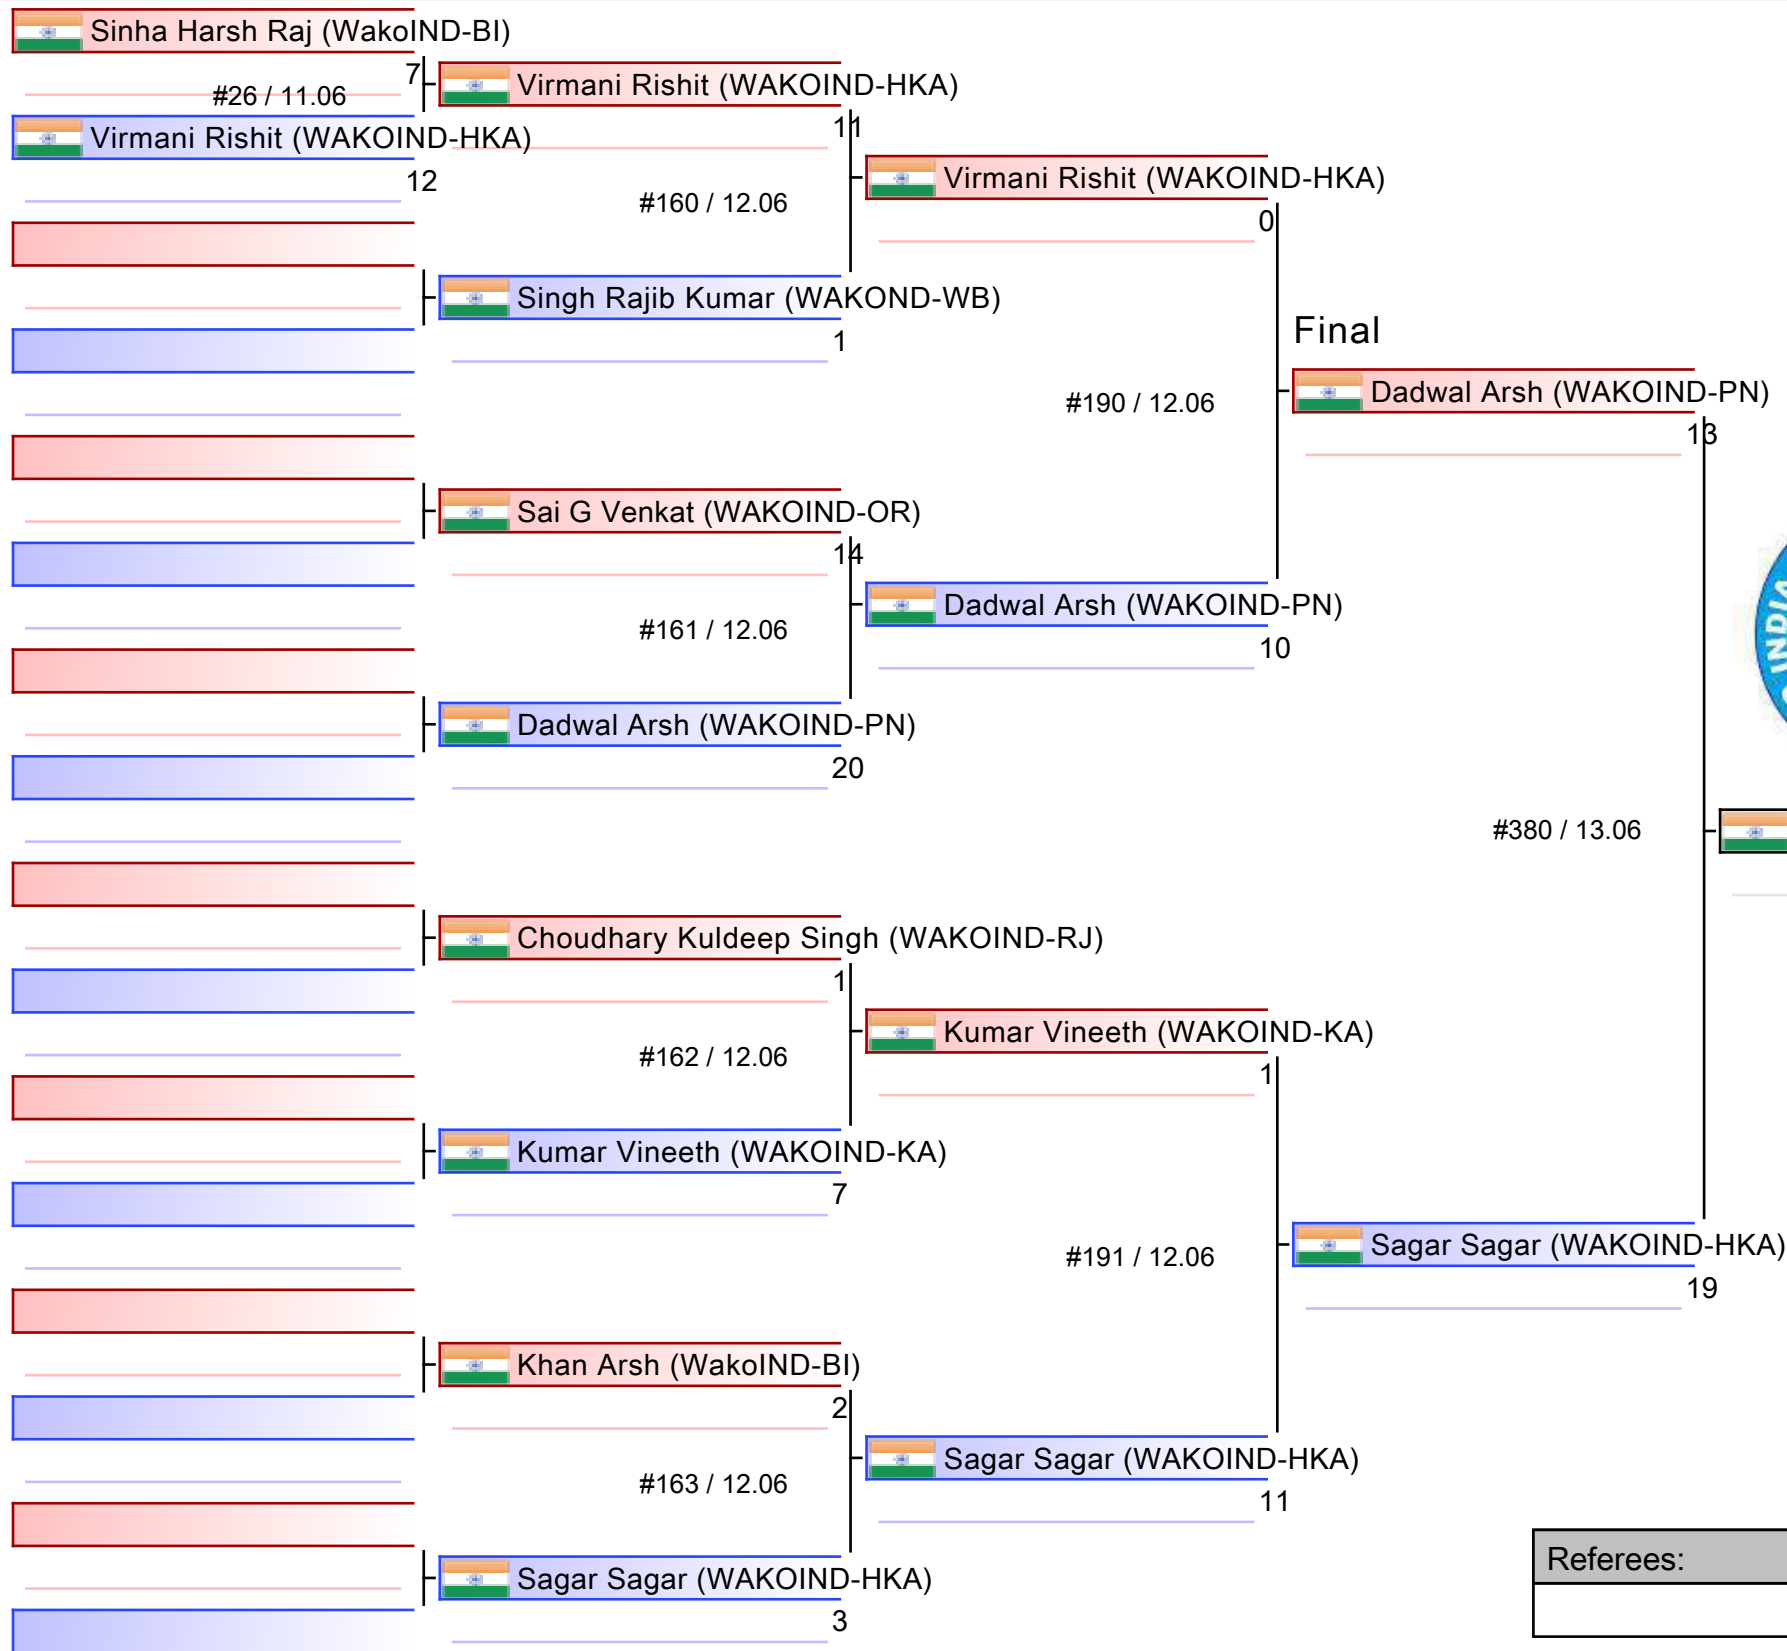 Sinha Harsh Raj (WakoIND-BI)
7
#26 / 11.06
Virmani Rishit (WAKOIND-HKA)
12
Virmani Rishit (WAKOIND-HKA)
11
#160 / 12.06
Singh Rajib Kumar (WAKOND-WB)
1
Sai G Venkat (WAKOIND-OR)
14
#161 / 12.06
Dadwal Arsh (WAKOIND-PN)
20
Choudhary Kuldeep Singh (WAKOIND-RJ)
1
#162 / 12.06
Kumar Vineeth (WAKOIND-KA)
7
Khan Arsh (WakoIND-BI)
2
#163 / 12.06
Sagar Sagar (WAKOIND-HKA)
3
Virmani Rishit (WAKOIND-HKA)
0
#190 / 12.06
Dadwal Arsh (WAKOIND-PN)
10
Kumar Vineeth (WAKOIND-KA)
1
#191 / 12.06
Sagar Sagar (WAKOIND-HKA)
11
Final
Dadwal Arsh (WAKOIND-PN)
13
#380 / 13.06
Sagar Sagar (WAKOIND-HKA)
19
INDIA
Referees: